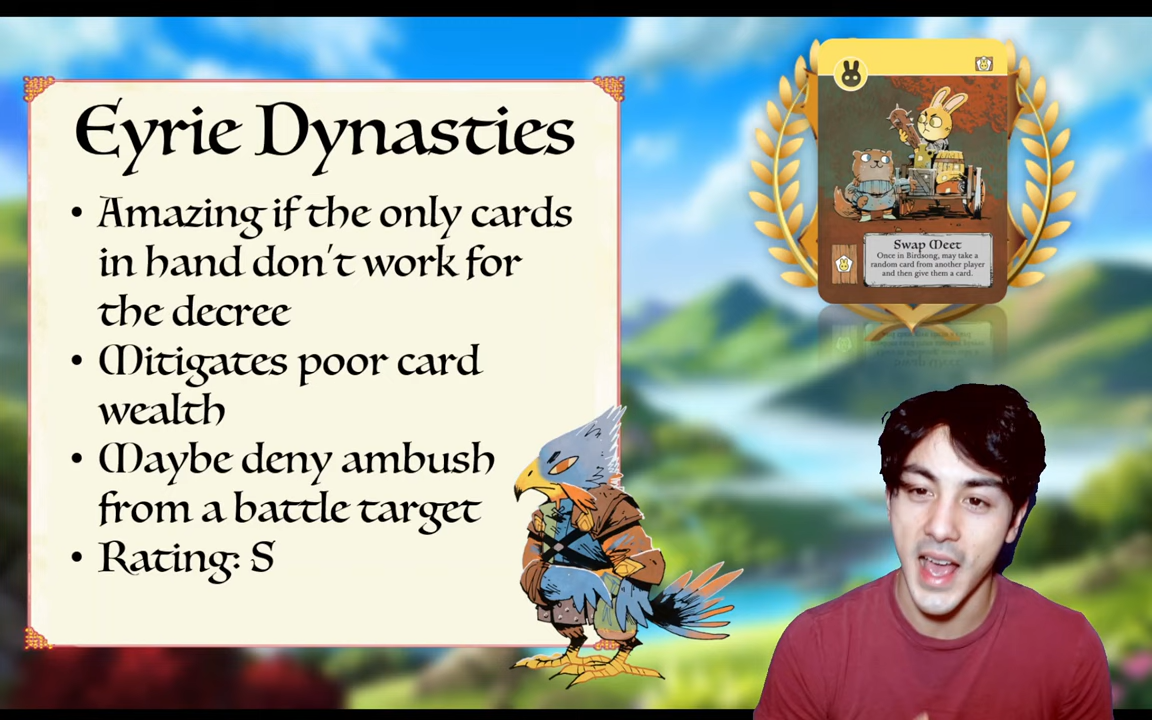 Eyrie Dynasties
• Amazing if the only cards
in hand don't work for
the decree
• Mitigates poor card
wealth
• Maybe deny ambush
from a battle target
• Rating: S
Swap Meet
Once in Birdsong, may take a
random card from another player
and then give them a card.